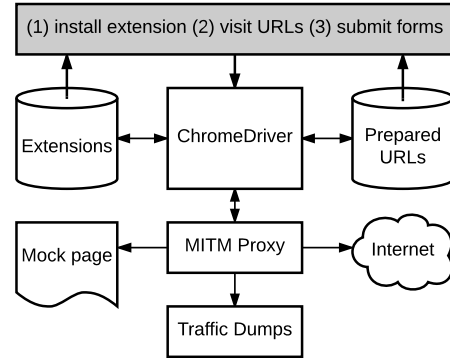 (1) install extension (2) visit URLs (3) submit forms
Extensions
ChromeDriver
Prepared
URLs
Mock page
MITM Proxy
Internet
Traffic Dumps